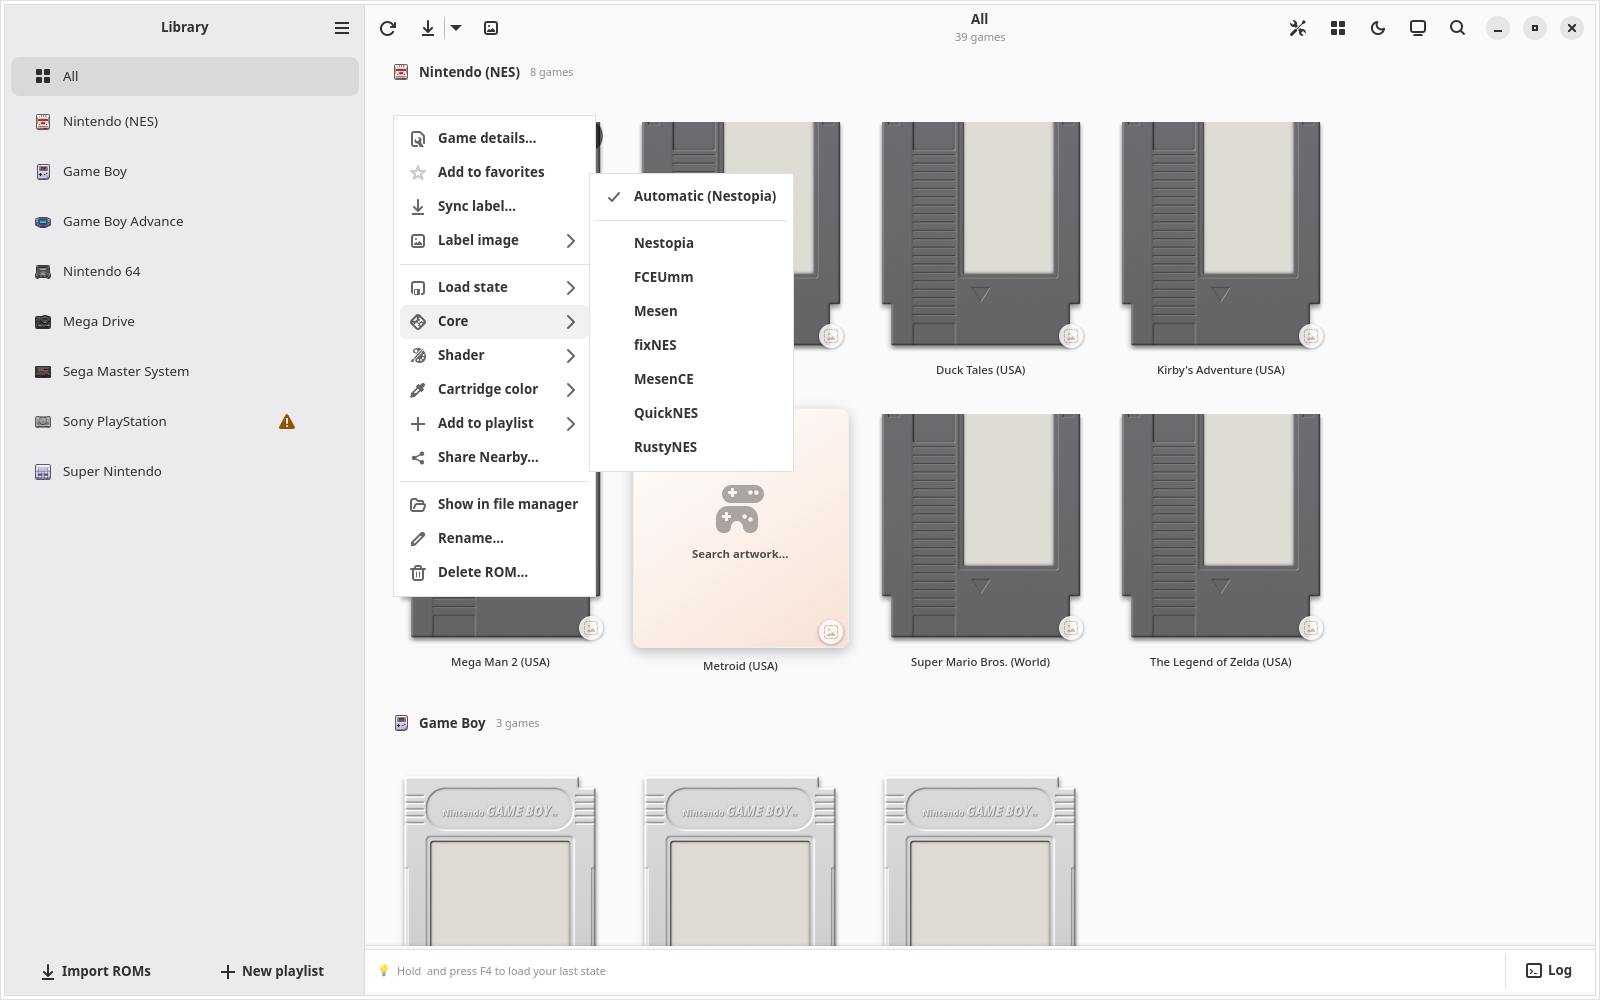 Library
All
39 games
All
Nintendo (NES)
Game Boy
Game Boy Advance
Nintendo 64
Mega Drive
Sega Master System
Sony PlayStation
Super Nintendo
Import ROMs
New playlist
Nintendo (NES) 8 games
Game details...
Add to favorites
Sync label...
Label image
Load state
Core
Shader
Cartridge color
Add to playlist
Share Nearby...
Show in file manager
Rename...
Delete ROM...
Automatic (Nestopia)
Nestopia
FCEUmm
Mesen
fixNES
MesenCE
QuickNES
RustyNES
Duck Tales (USA)
Kirby's Adventure (USA)
Search artwork...
Mega Man 2 (USA)
Metroid (USA)
Super Mario Bros. (World)
The Legend of Zelda (USA)
Game Boy 3 games
Nintendo GAME BOY
Nintendo GAME BOY
Nintendo GAME BOY
Hold  and press F4 to load your last state
Log